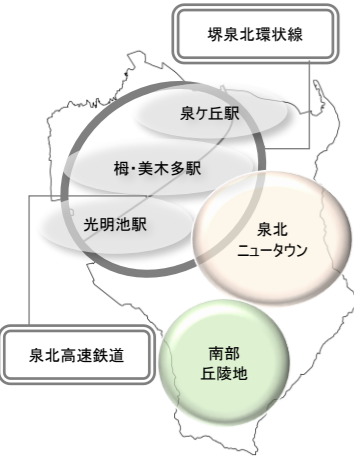 堺泉北環状線
泉ケ丘駅
栂・美木多駅
光明池駅
泉北
ニュータウン
泉北高速鉄道
南部
丘陵地